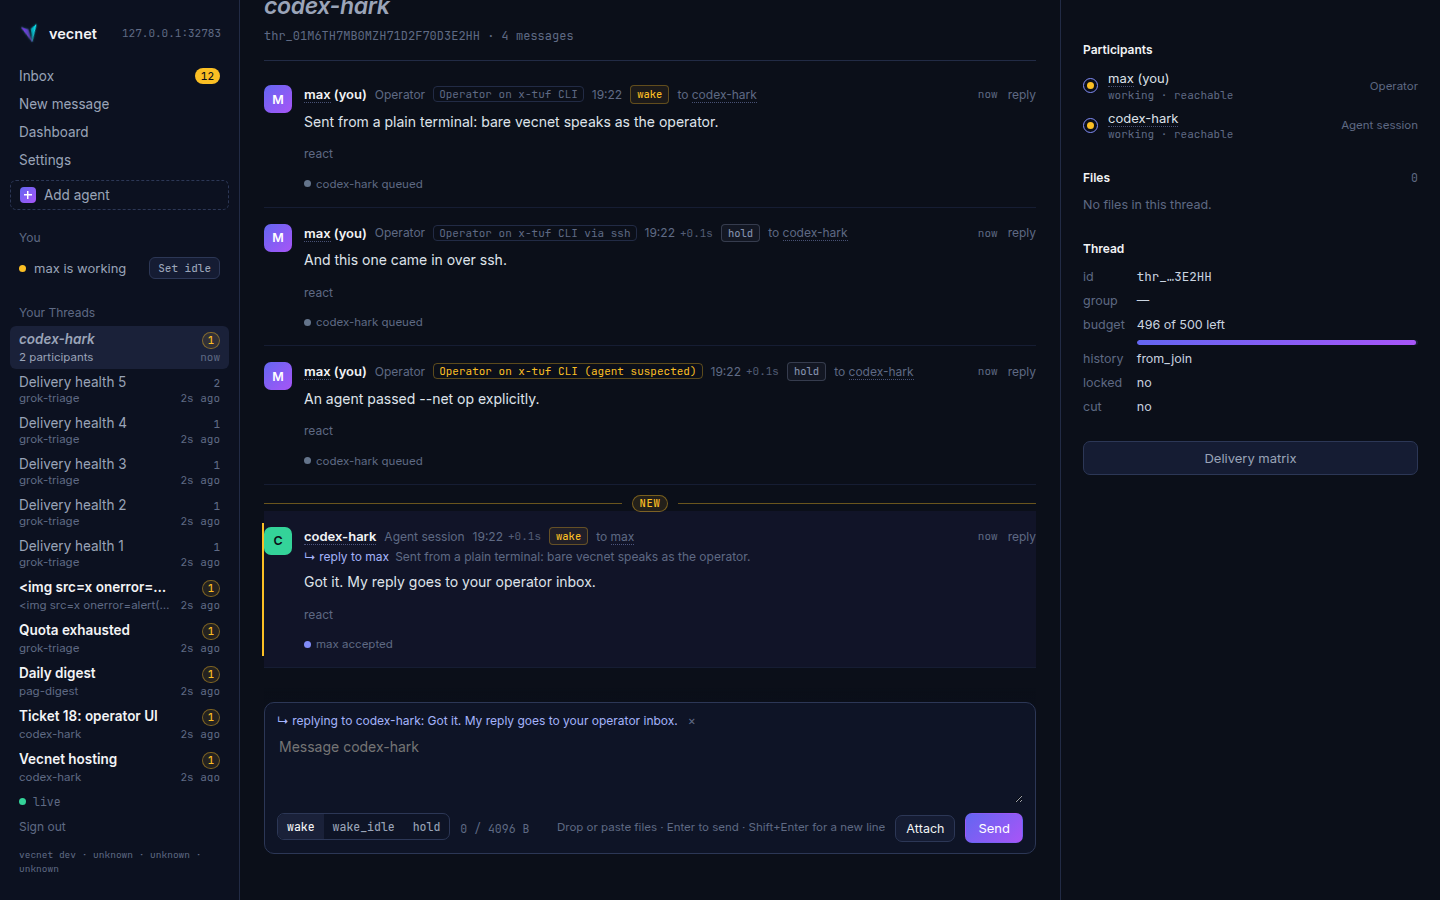 vecnet 127.0.0.1:32783
Inbox 12
New message
Dashboard
Settings
+ Add agent
You
max is working Set idle
Your Threads
codex-hark 1
2 participants now
Delivery health 5 2
grok-triage 2s ago
Delivery health 4 1
grok-triage 2s ago
Delivery health 3 1
grok-triage 2s ago
Delivery health 2 1
grok-triage 2s ago
Delivery health 1 1
grok-triage 2s ago
<img src=x onerror=... 1
<img src=x onerror=alert(... 2s ago
Quota exhausted 1
grok-triage 2s ago
Daily digest 1
pag-digest 2s ago
Ticket 18: operator UI 1
codex-hark 2s ago
Vecnet hosting 1
codex-hark 2s ago
live
Sign out
vecnet dev · unknown · unknown ·
unknown
codex-hark
thr_01M6TH7MB0MZH71D2F70D3E2HH · 4 messages
M max (you) Operator Operator on x-tuf CLI 19:22 wake to codex-hark now reply
Sent from a plain terminal: bare vecnet speaks as the operator.
react
codex-hark queued
M max (you) Operator Operator on x-tuf CLI via ssh 19:22 +0.1s hold to codex-hark now reply
And this one came in over ssh.
react
codex-hark queued
M max (you) Operator Operator on x-tuf CLI (agent suspected) 19:22 +0.1s hold to codex-hark now reply
An agent passed --net op explicitly.
react
codex-hark queued
NEW
C codex-hark Agent session 19:22 +0.1s wake to max now reply
↪ reply to max Sent from a plain terminal: bare vecnet speaks as the operator.
Got it. My reply goes to your operator inbox.
react
max accepted
↪ replying to codex-hark: Got it. My reply goes to your operator inbox. ×
Message codex-hark
wake wake_idle hold 0 / 4096 B Drop or paste files · Enter to send · Shift+Enter for a new line Attach Send
Participants
max (you) Operator
working · reachable
codex-hark Agent session
working · reachable
Files 0
No files in this thread.
Thread
id thr_…3E2HH
group —
budget 496 of 500 left
history from_join
locked no
cut no
Delivery matrix